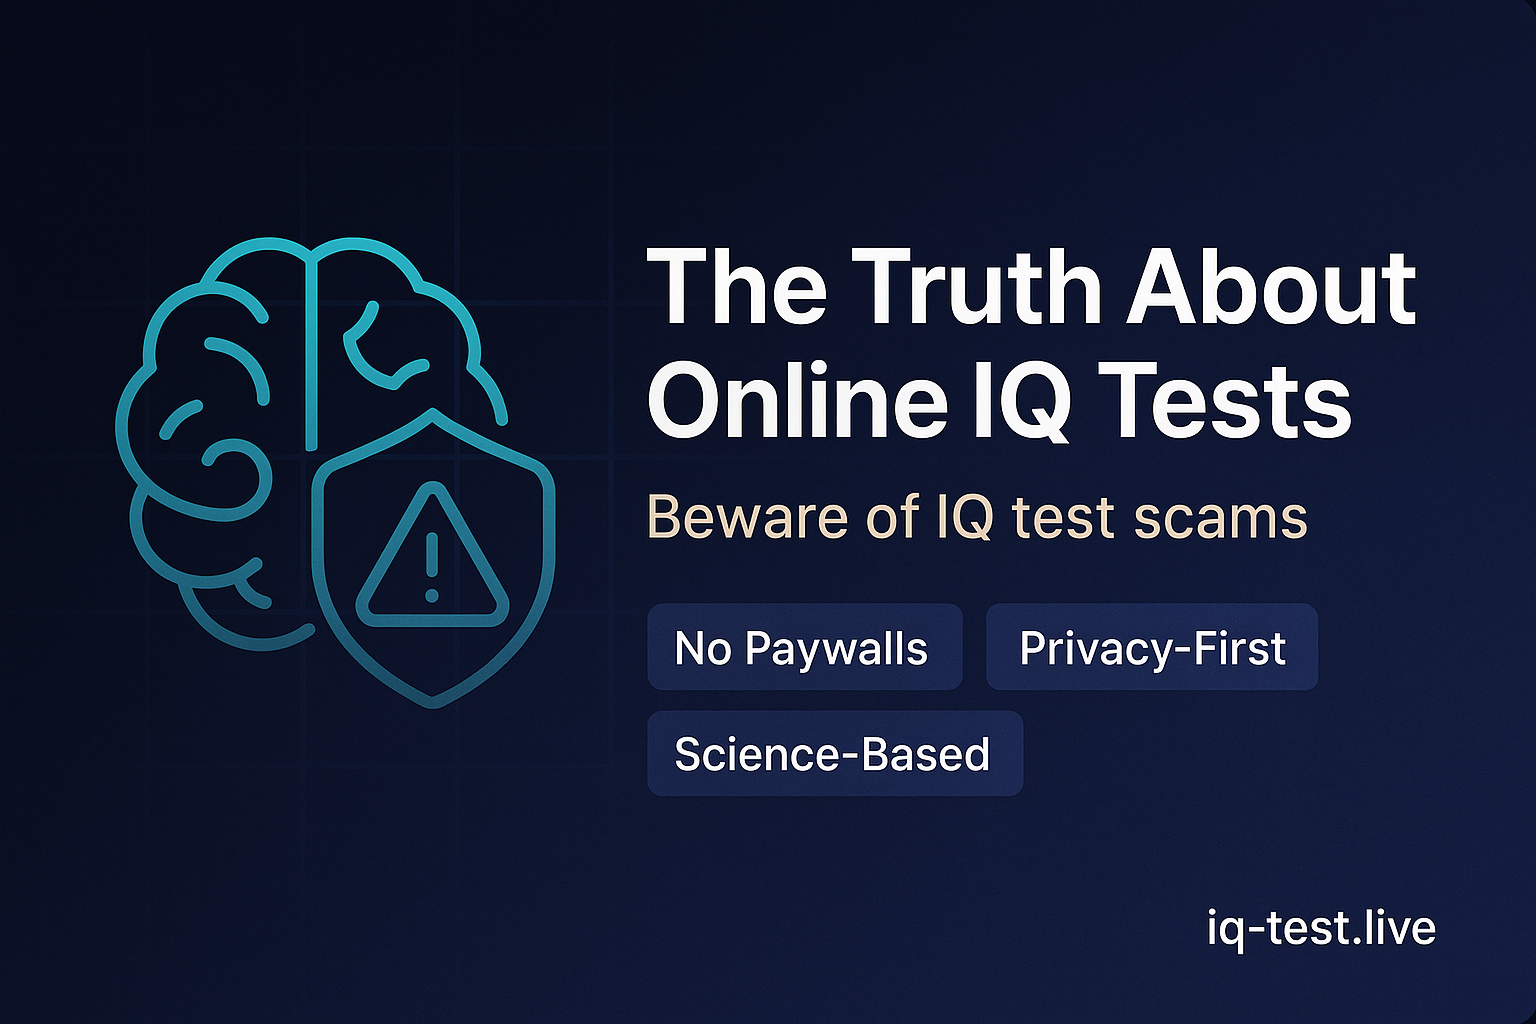 The Truth About
Online IQ Tests
Beware of IQ test scams
No Paywalls
Privacy-First
Science-Based
iq-test.live